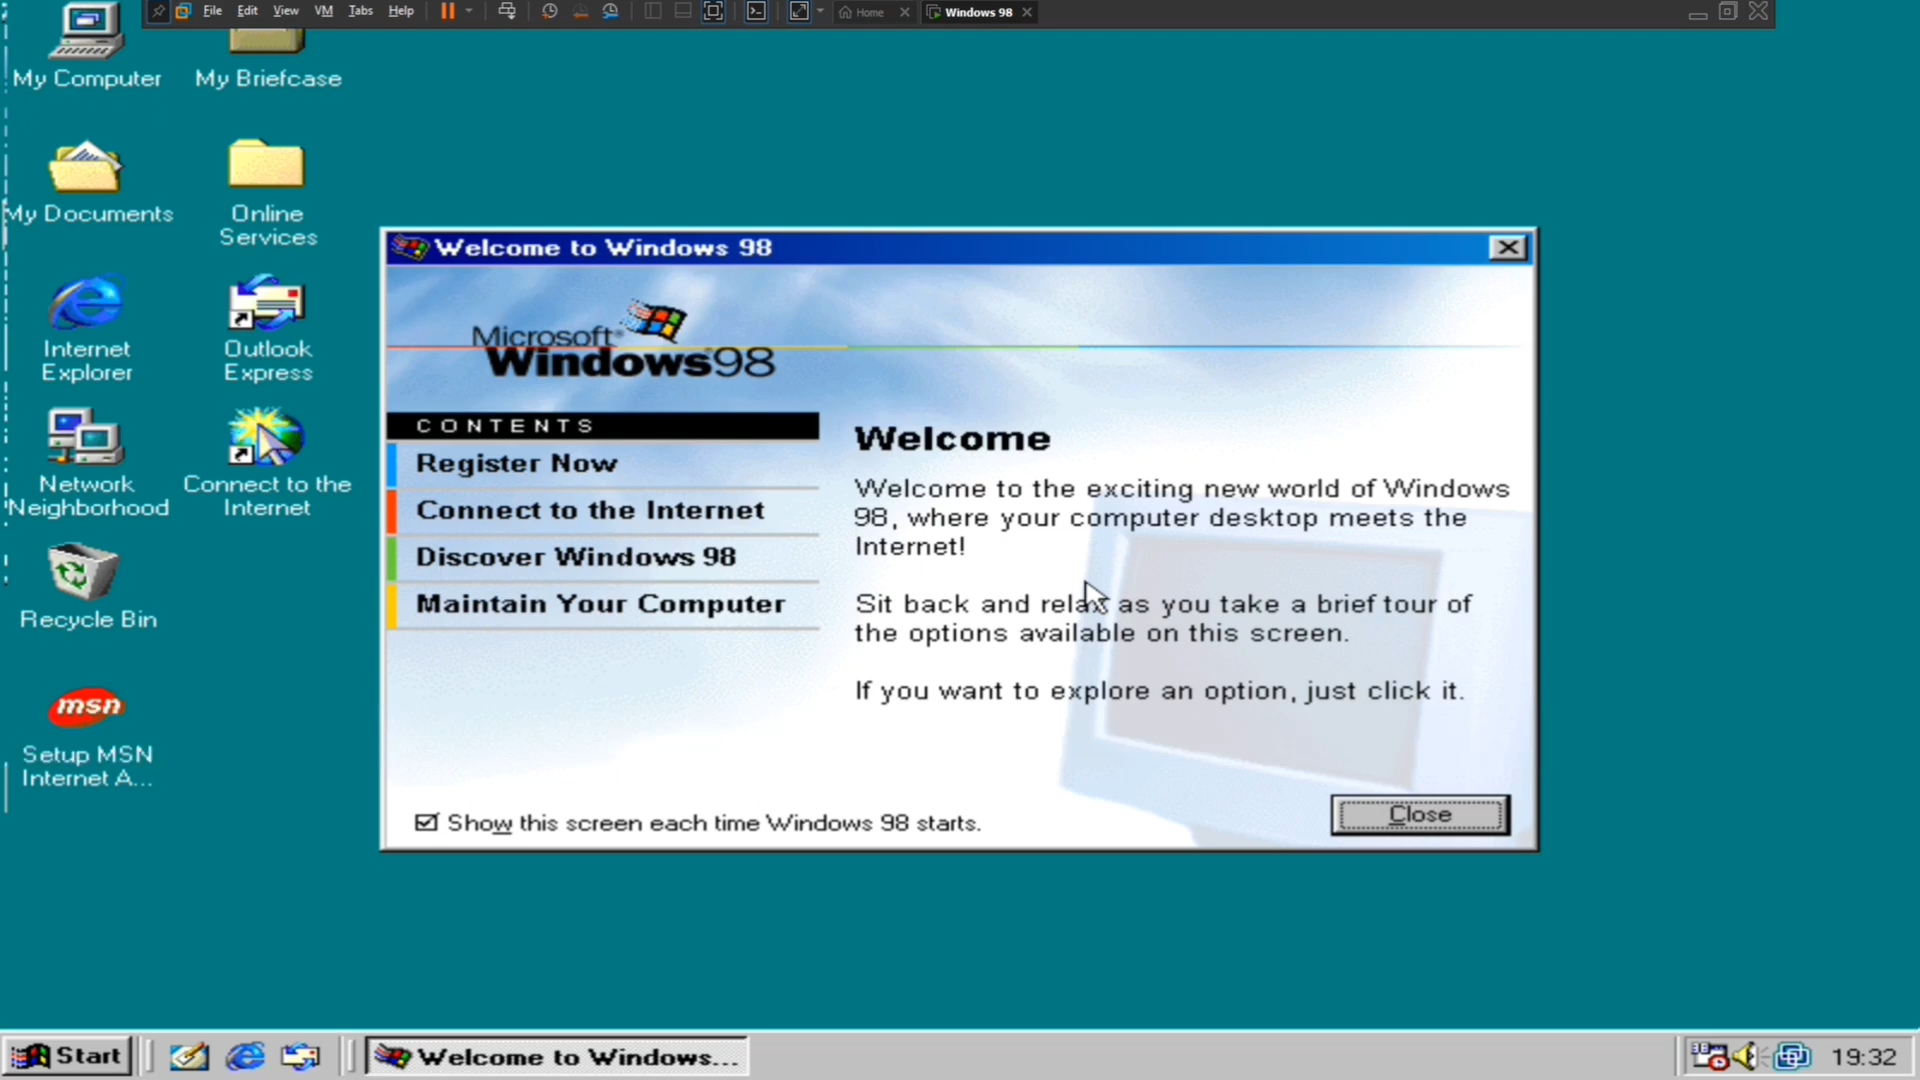 File Edit View VM Tabs Help Home Windows 98
My Computer
My Briefcase
My Documents
Online
Services
Internet
Explorer
Outlook
Express
Network
Neighborhood
Connect to the
Internet
Recycle Bin
msn
Setup MSN
Internet A...
Welcome to Windows 98
Microsoft®
Windows 98
CONTENTS
Register Now
Connect to the Internet
Discover Windows 98
Maintain Your Computer
Welcome
Welcome to the exciting new world of Windows
98, where your computer desktop meets the
Internet!
Sit back and relax as you take a brief tour of
the options available on this screen.
If you want to explore an option, just click it.
Show this screen each time Windows 98 starts.
Close
Start
Welcome to Windows...
19:32